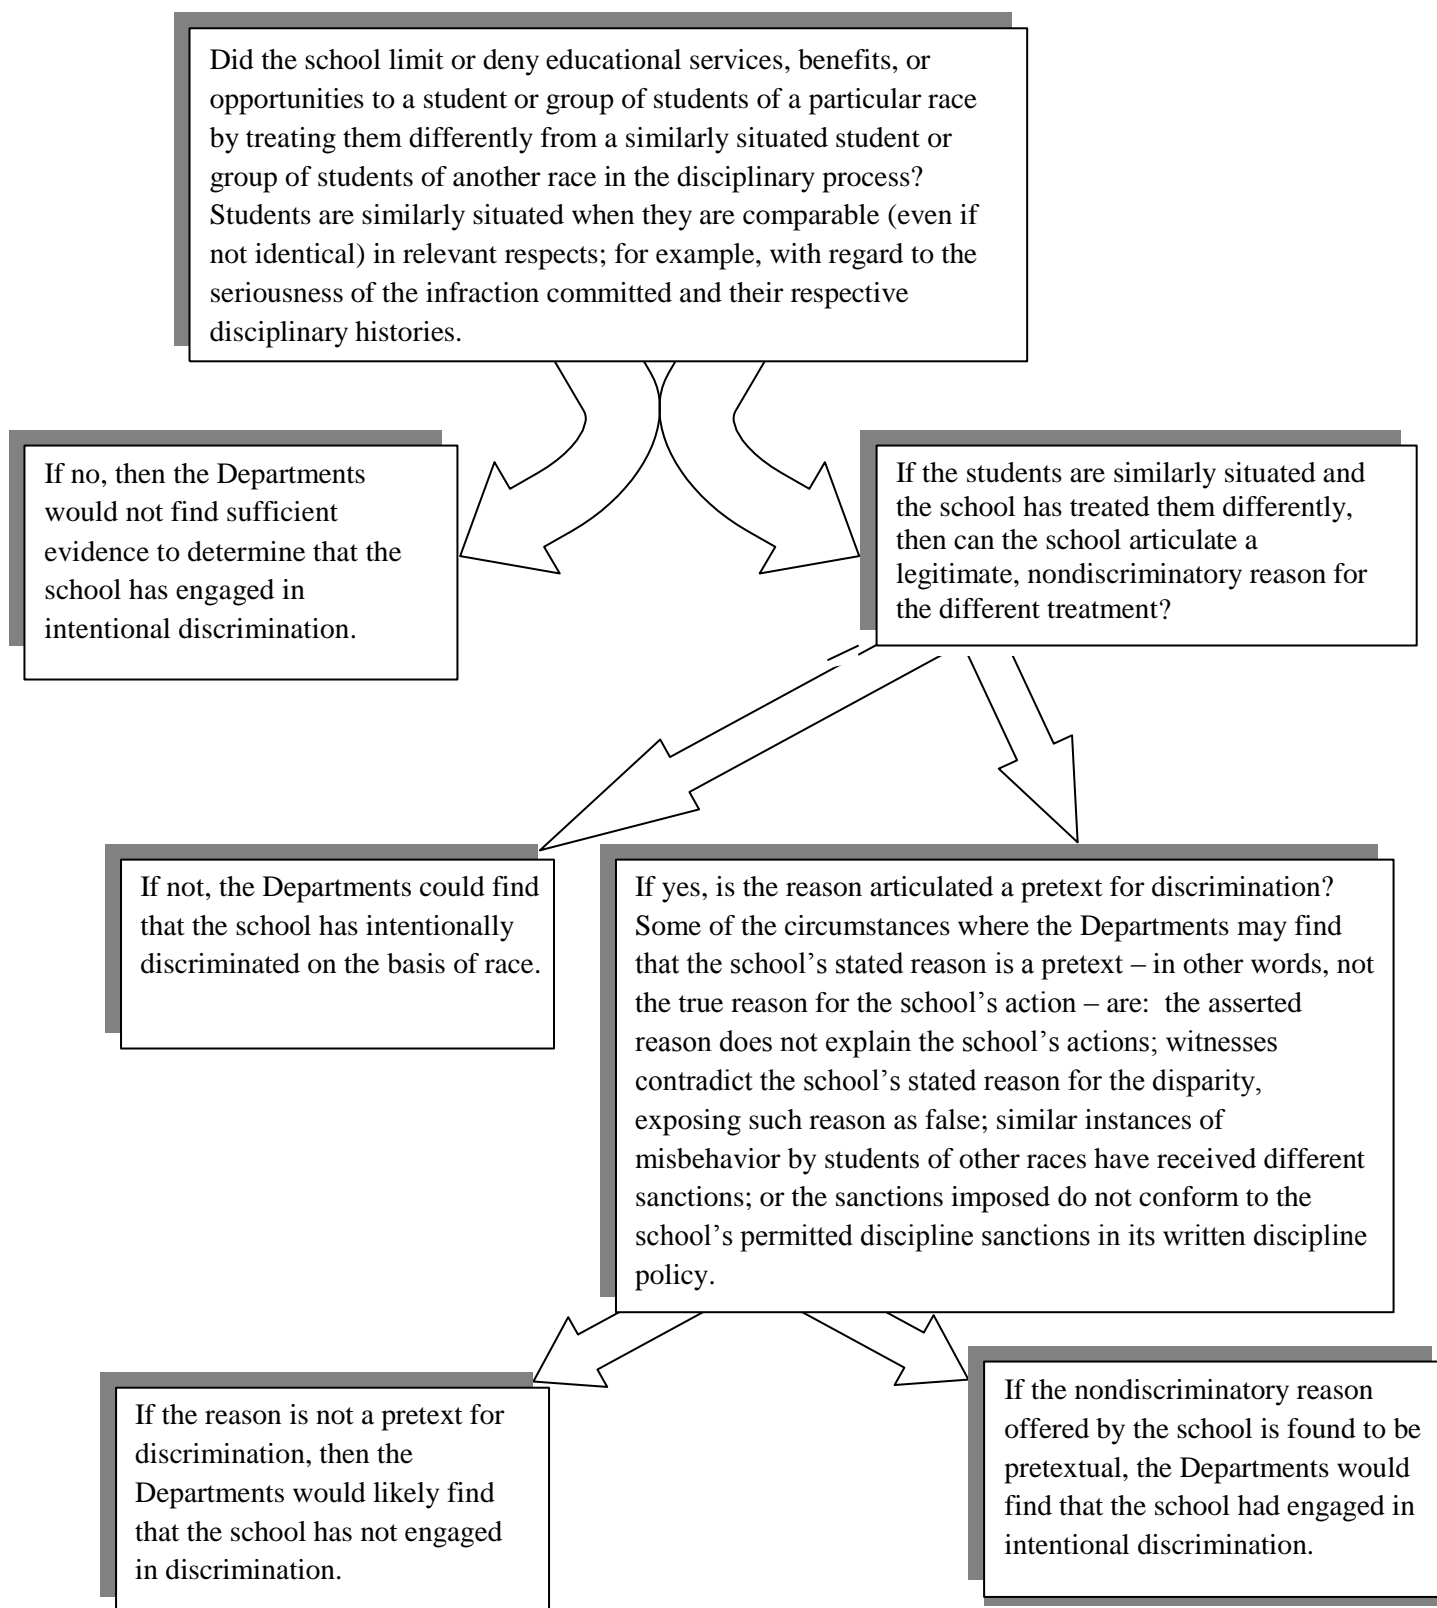 Did the school limit or deny educational services, benefits, or
opportunities to a student or group of students of a particular race
by treating them differently from a similarly situated student or
group of students of another race in the disciplinary process?
Students are similarly situated when they are comparable (even if
not identical) in relevant respects; for example, with regard to the
seriousness of the infraction committed and their respective
disciplinary histories.
If no, then the Departments
would not find sufficient
evidence to determine that the
school has engaged in
intentional discrimination.
If the students are similarly situated and
the school has treated them differently,
then can the school articulate a
legitimate, nondiscriminatory reason for
the different treatment?
If not, the Departments could find
that the school has intentionally
discriminated on the basis of race.
If yes, is the reason articulated a pretext for discrimination?
Some of the circumstances where the Departments may find
that the school’s stated reason is a pretext – in other words, not
the true reason for the school’s action – are:  the asserted
reason does not explain the school’s actions; witnesses
contradict the school’s stated reason for the disparity,
exposing such reason as false; similar instances of
misbehavior by students of other races have received different
sanctions; or the sanctions imposed do not conform to the
school’s permitted discipline sanctions in its written discipline
policy.
If the reason is not a pretext for
discrimination, then the
Departments would likely find
that the school has not engaged
in discrimination.
If the nondiscriminatory reason
offered by the school is found to be
pretextual, the Departments would
find that the school had engaged in
intentional discrimination.